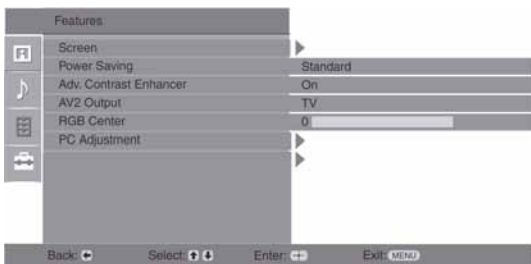 Features
Screen
Power Saving Standard
Adv. Contrast Enhancer On
AV2 Output TV
RGB Center 0
PC Adjustment
Back: Select: Enter: Exit: MENU